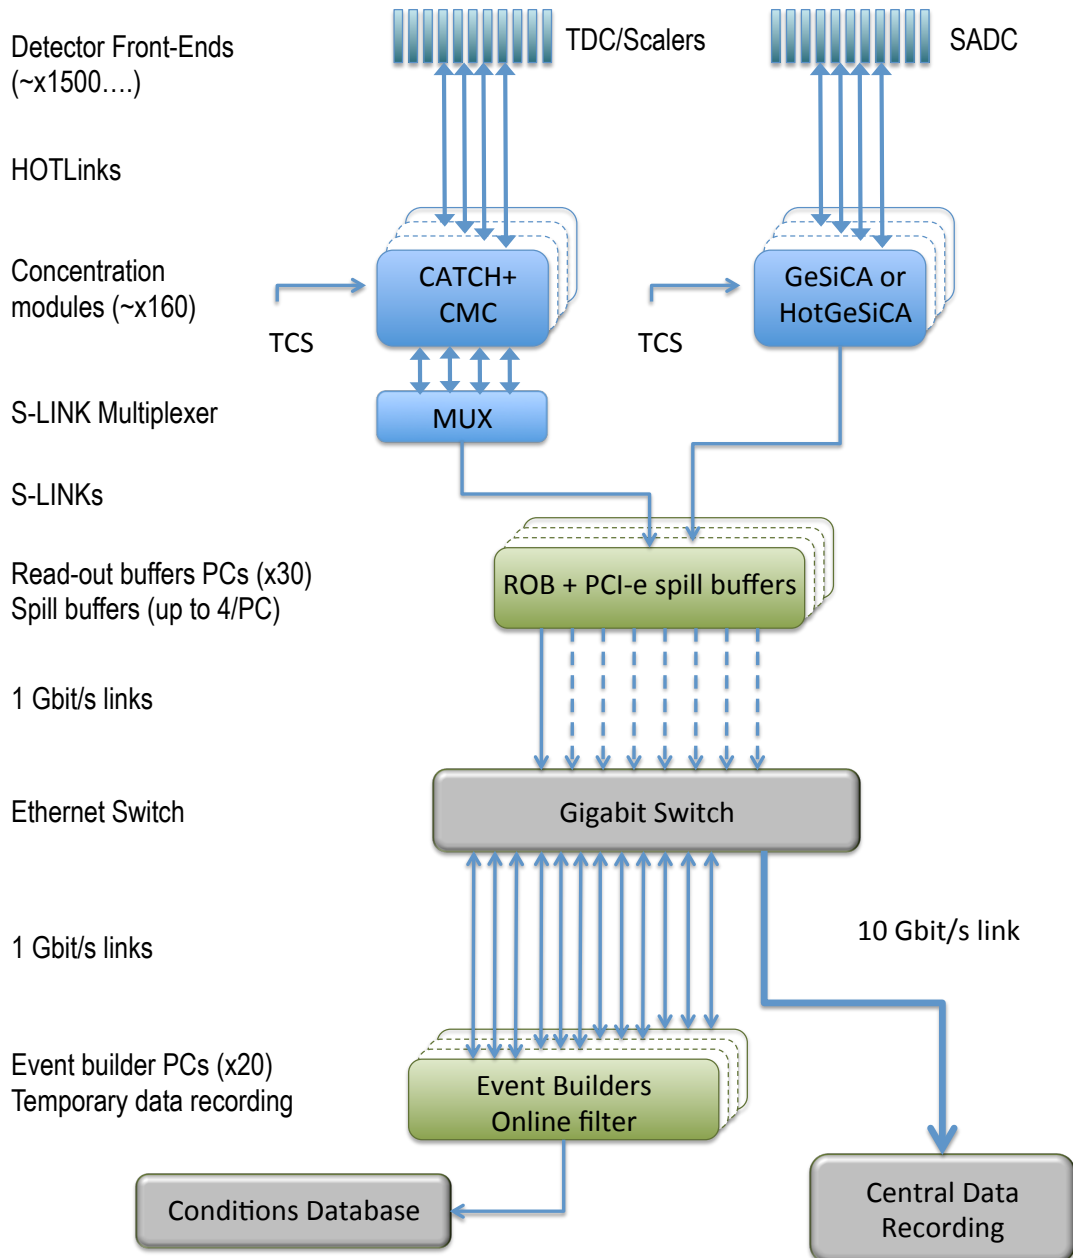 Detector Front-Ends
(~x1500....)
TDC/Scalers
SADC
HOTLinks
Concentration
modules (~x160)
CATCH+
CMC
GeSiCA or
HotGeSiCA
TCS
TCS
S-LINK Multiplexer
MUX
S-LINKs
Read-out buffers PCs (x30)
Spill buffers (up to 4/PC)
ROB + PCI-e spill buffers
1 Gbit/s links
Ethernet Switch
Gigabit Switch
1 Gbit/s links
10 Gbit/s link
Event builder PCs (x20)
Temporary data recording
Event Builders
Online filter
Conditions Database
Central Data
Recording